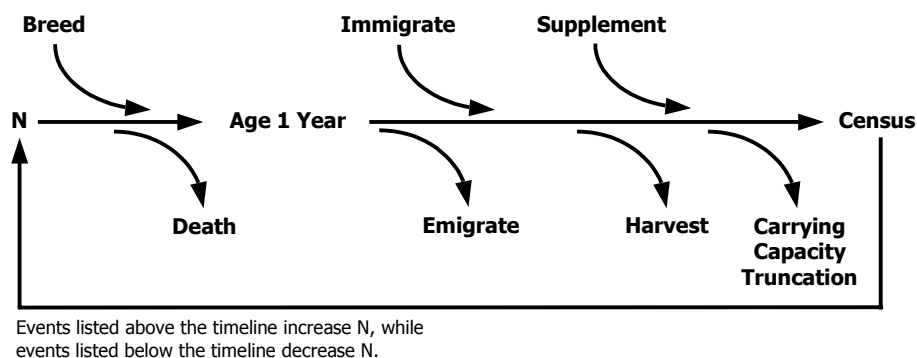 Breed
Immigrate
Supplement
N
Age 1 Year
Census
Death
Emigrate
Harvest
Carrying
Capacity
Truncation
Events listed above the timeline increase N, while
events listed below the timeline decrease N.